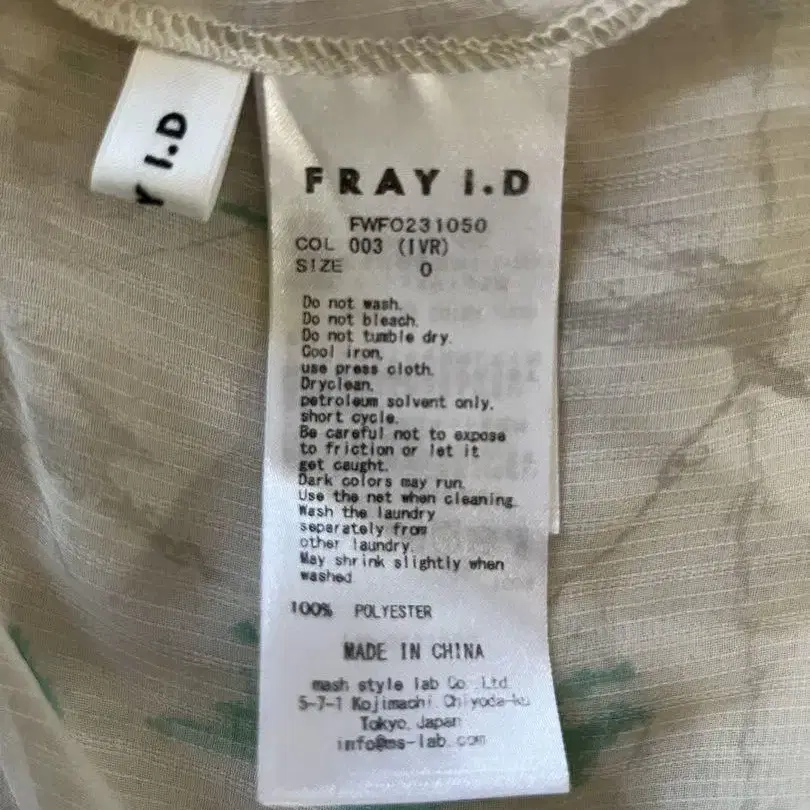 Y I.D
FRAY I.D
FWFO231050
COL 003 (IVR)
SIZE 0
Do not wash.
Do not bleach.
Do not tumble dry.
Cool iron,
use press cloth.
Dryclean,
petroleum solvent only,
short cycle.
Be careful not to expose
to friction or let it
get caught.
Dark colors may run.
Use the net when cleaning.
Wash the laundry
separately from
other laundry.
May shrink slightly when
washed
100% POLYESTER
MADE IN CHINA
mash style lab Co.,Ltd.
5-7-1 Kojimachi Chiyoda-ku
Tokyo, Japan
info@ms-lab.com